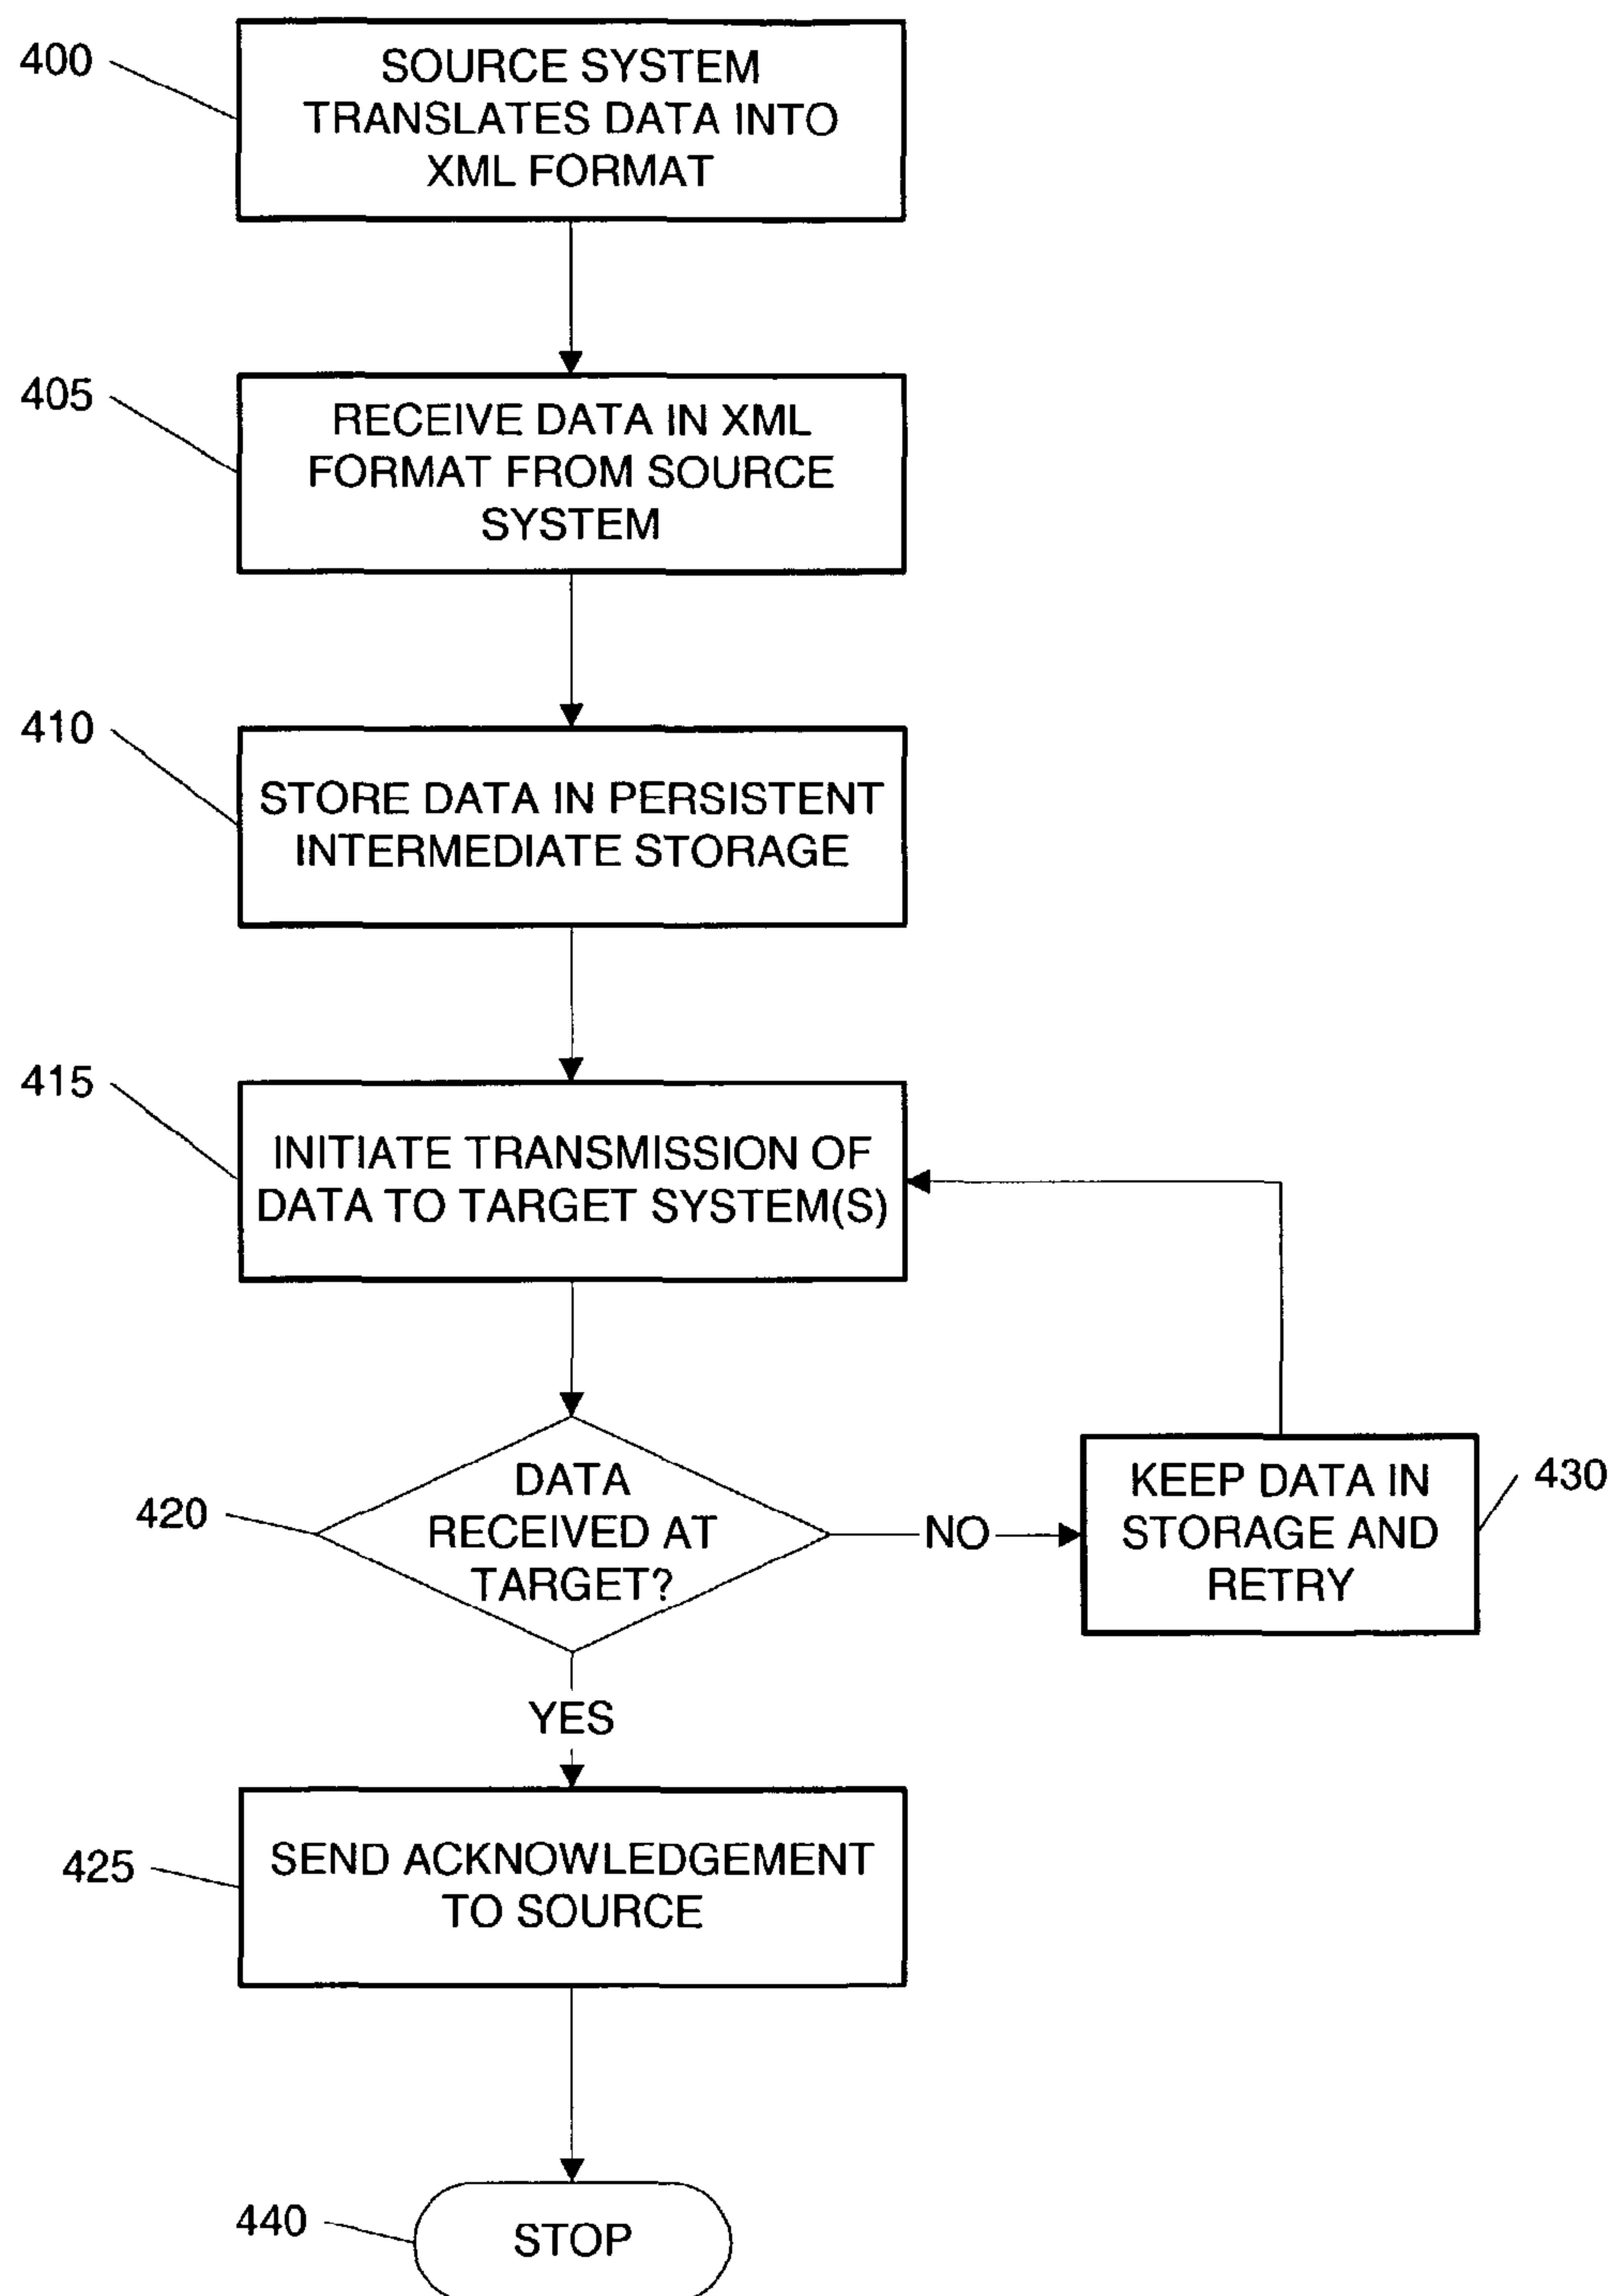 400
SOURCE SYSTEM
TRANSLATES DATA INTO
XML FORMAT
405
RECEIVE DATA IN XML
FORMAT FROM SOURCE
SYSTEM
410
STORE DATA IN PERSISTENT
INTERMEDIATE STORAGE
415
INITIATE TRANSMISSION OF
DATA TO TARGET SYSTEM(S)
420
DATA
RECEIVED AT
TARGET?
NO
KEEP DATA IN
STORAGE AND
RETRY
430
YES
425
SEND ACKNOWLEDGEMENT
TO SOURCE
440
STOP